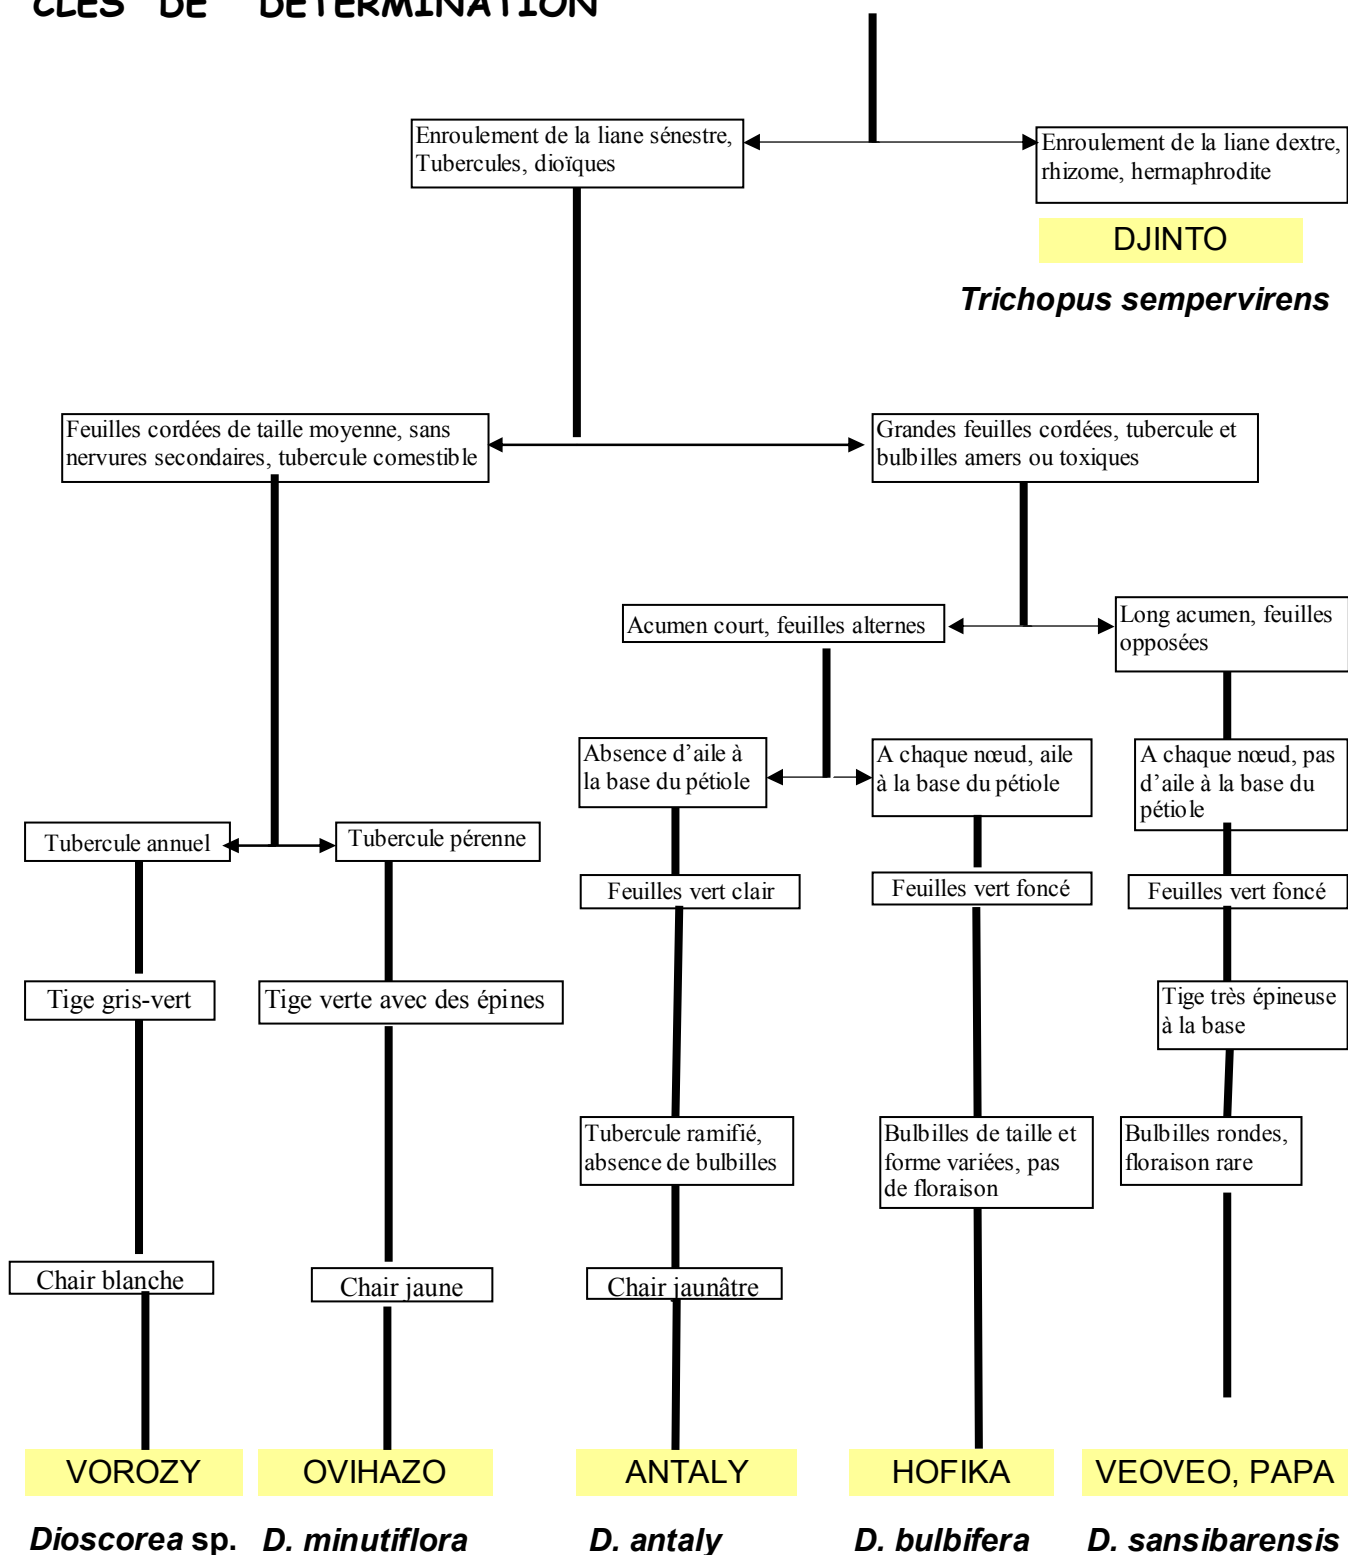 CLES DE DETERMINATION
Enroulement de la liane sénestre,
Tubercules, dioïques
Enroulement de la liane dextre,
rhizome, hermaphrodite
DJINTO
Trichopus sempervirens
Feuilles cordées de taille moyenne, sans
nervures secondaires, tubercule comestible
Grandes feuilles cordées, tubercule et
bulbilles amers ou toxiques
Acumen court, feuilles alternes
Long acumen, feuilles
opposées
Absence d’aile à
la base du pétiole
A chaque nœud, aile
à la base du pétiole
A chaque nœud, pas
d’aile à la base du
pétiole
Tubercule annuel
Tubercule pérenne
Feuilles vert clair
Feuilles vert foncé
Feuilles vert foncé
Tige gris-vert
Tige verte avec des épines
Tige très épineuse
à la base
Tubercule ramifié,
absence de bulbilles
Bulbilles de taille et
forme variées, pas
de floraison
Bulbilles rondes,
floraison rare
Chair blanche
Chair jaune
Chair jaunâtre
VOROZY
OVIHAZO
ANTALY
HOFIKA
VEOVEO, PAPA
Dioscorea sp.
D. minutiflora
D. antaly
D. bulbifera
D. sansibarensis